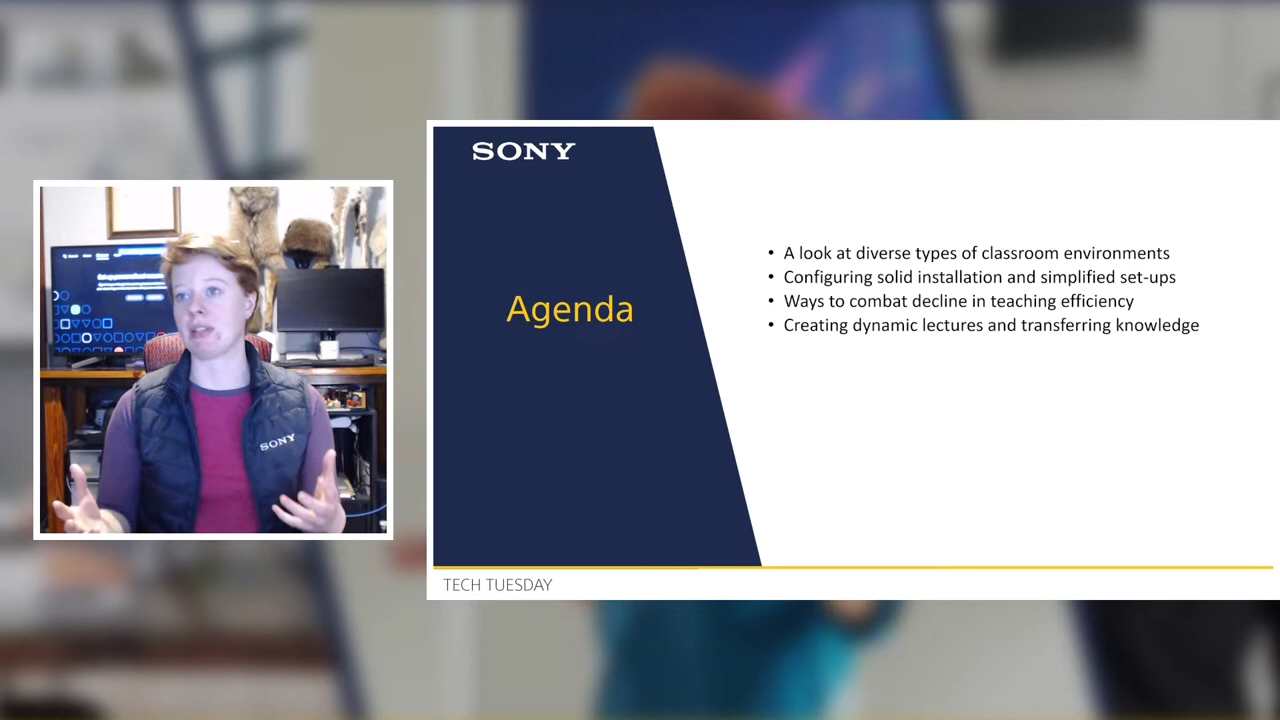 SONY
Agenda
• A look at diverse types of classroom environments
• Configuring solid installation and simplified set-ups
• Ways to combat decline in teaching efficiency
• Creating dynamic lectures and transferring knowledge
TECH TUESDAY
SONY